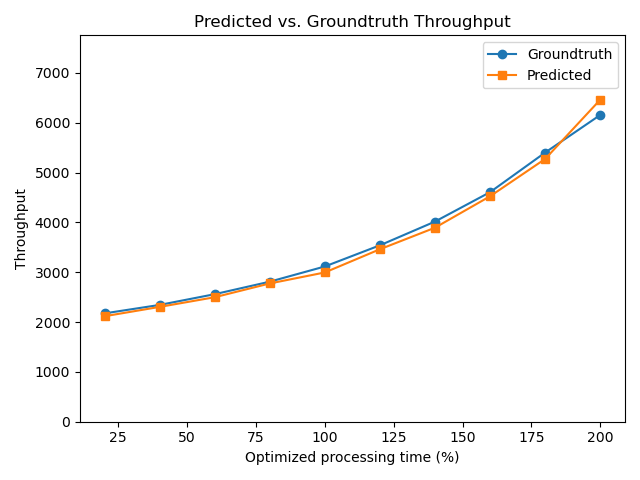 Predicted vs. Groundtruth Throughput
Groundtruth
Predicted
Throughput
7000
6000
5000
4000
3000
2000
1000
0
25 50 75 100 125 150 175 200
Optimized processing time (%)